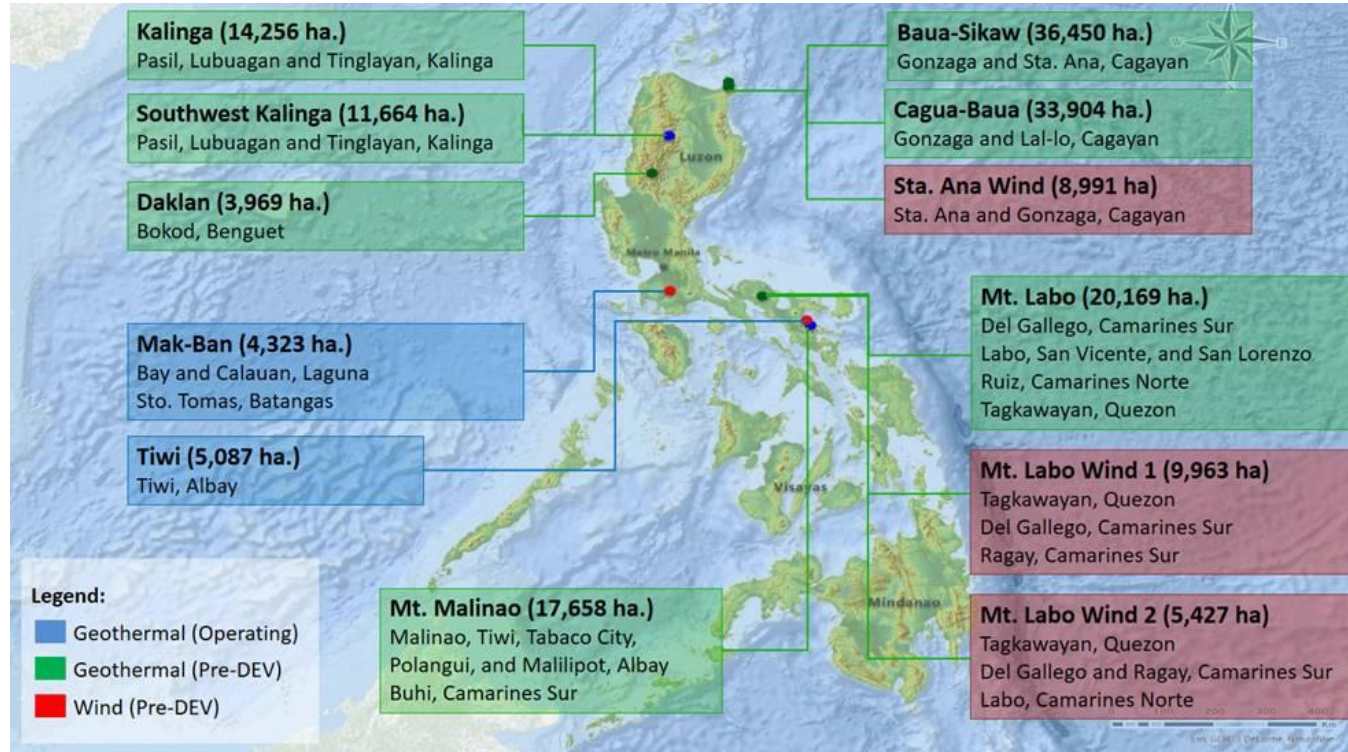 Kalinga (14,256 ha.)
Pasil, Lubuagan and Tinglayan, Kalinga
Southwest Kalinga (11,664 ha.)
Pasil, Lubuagan and Tinglayan, Kalinga
Daklan (3,969 ha.)
Bokod, Benguet
Mak-Ban (4,323 ha.)
Bay and Calauan, Laguna
Sto. Tomas, Batangas
Tiwi (5,087 ha.)
Tiwi, Albay
Legend:
Geothermal (Operating)
Geothermal (Pre-DEV)
Wind (Pre-DEV)
Luzon
Metro Manila
Visayas
Mindanao
Mt. Malinao (17,658 ha.)
Malinao, Tiwi, Tabaco City,
Polangui, and Malilipot, Albay
Buhi, Camarines Sur
Baua-Sikaw (36,450 ha.)
Gonzaga and Sta. Ana, Cagayan
Cagua-Baua (33,904 ha.)
Gonzaga and Lal-lo, Cagayan
Sta. Ana Wind (8,991 ha)
Sta. Ana and Gonzaga, Cagayan
Mt. Labo (20,169 ha.)
Del Gallego, Camarines Sur
Labo, San Vicente, and San Lorenzo
Ruiz, Camarines Norte
Tagkawayan, Quezon
Mt. Labo Wind 1 (9,963 ha)
Tagkawayan, Quezon
Del Gallego, Camarines Sur
Ragay, Camarines Sur
Mt. Labo Wind 2 (5,427 ha)
Tagkawayan, Quezon
Del Gallego and Ragay, Camarines Sur
Labo, Camarines Norte
0 100 200 300 400
Km